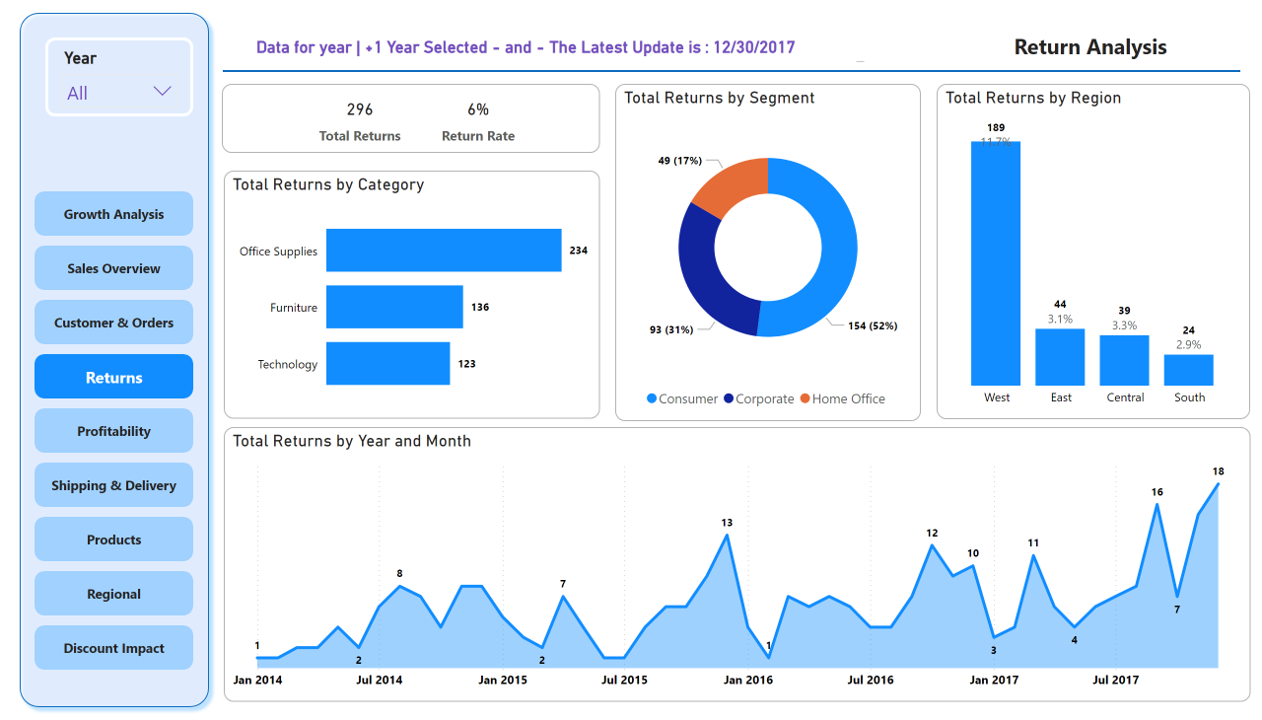 Year
All
Growth Analysis
Sales Overview
Customer & Orders
Returns
Profitability
Shipping & Delivery
Products
Regional
Discount Impact
Data for year | +1 Year Selected - and - The Latest Update is : 12/30/2017
Return Analysis
296 6%
Total Returns Return Rate
Total Returns by Category
Office Supplies 234
Furniture 136
Technology 123
Total Returns by Segment
49 (17%)
93 (31%) 154 (52%)
Consumer Corporate Home Office
Total Returns by Region
189
11.7%
44
3.1%
39
3.3%
24
2.9%
West East Central South
Total Returns by Year and Month
1 2 8 2 7 13 1 12 10 3 11 4 16 7 18
Jan 2014 Jul 2014 Jan 2015 Jul 2015 Jan 2016 Jul 2016 Jan 2017 Jul 2017